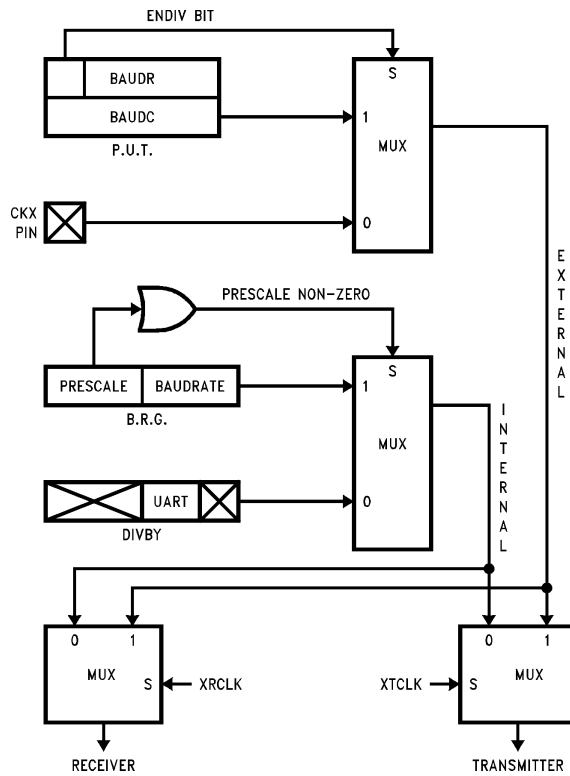 ENDIV BIT
BAUDR
BAUDC
P.U.T.
S
1
MUX
0
CKX
PIN
EXTERNAL
PRESCALE NON-ZERO
PRESCALE
BAUDRATE
B.R.G.
S
1
MUX
0
UART
DIVBY
INTERNAL
0 1
MUX
S
XRCLK
XTCLK
0 1
MUX
S
RECEIVER
TRANSMITTER